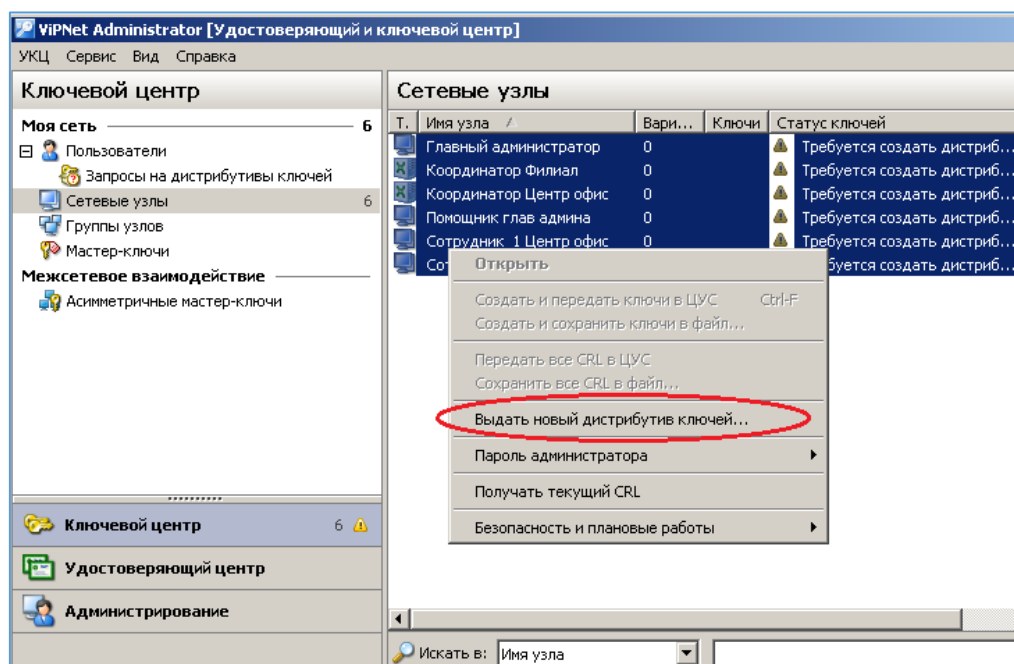 ViPNet Administrator [Удостоверяющий и ключевой центр]
УКЦ Сервис Вид Справка
Ключевой центр
Моя сеть 6
Пользователи
Запросы на дистрибутивы ключей
Сетевые узлы 6
Группы узлов
Мастер-ключи
Межсетевое взаимодействие
Асимметричные мастер-ключи
Ключевой центр 6
Удостоверяющий центр
Администрирование
Сетевые узлы
Т. Имя узла Вари... Ключи Статус ключей
Главный администратор 0 Требуется создать дистриб...
Координатор Филиал 0 Требуется создать дистриб...
Координатор Центр офис 0 Требуется создать дистриб...
Помощник глав админа 0 Требуется создать дистриб...
Сотрудник_1 Центр офис 0 Требуется создать дистриб...
создать дистриб...
Открыть
Создать и передать ключи в ЦУС Ctrl-F
Создать и сохранить ключи в файл...
Передать все CRL в ЦУС
Сохранить все CRL в файл...
Выдать новый дистрибутив ключей...
Пароль администратора
Получать текущий CRL
Безопасность и плановые работы
Искать в: Имя узла